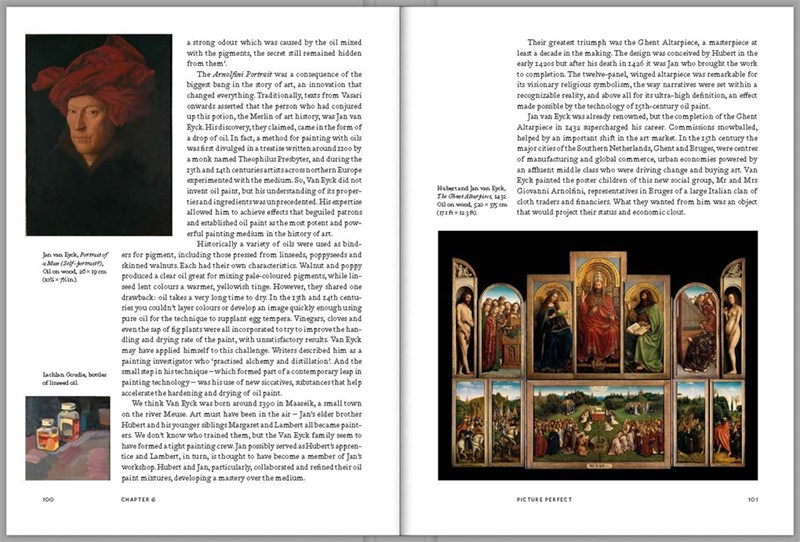 a strong odour which was caused by the oil mixed
with the pigments, the secret still remained hidden
from them'.
The Arnolfini Portrait was a consequence of the
biggest bang in the story of art, an innovation that
changed everything. Traditionally, texts from Vasari
onwards asserted that the person who had conjured
up this potion, the Merlin of art history, was Jan van
Eyck. His discovery, they claimed, came in the form of
a drop of oil. In fact, a method for painting with oils
was first divulged in a treatise written around 1100 by
a monk named Theophilus Presbyter, and during the
13th and 14th centuries artists across northern Europe
experimented with the medium. So, Van Eyck did not
invent oil paint, but his understanding of its proper-
ties and ingredients was unprecedented. His expertise
allowed him to achieve effects that beguiled patrons
and established oil paint as the most potent and pow-
erful painting medium in the history of art.
Historically a variety of oils were used as bind-
ers for pigment, including those pressed from linseeds, poppyseeds and
skinned walnuts. Each had their own characteristics. Walnut and poppy
produced a clear oil great for mixing pale-coloured pigments, while lin-
seed lent colours a warmer, yellowish tinge. However, they shared one
drawback: oil takes a very long time to dry. In the 13th and 14th centu-
ries you couldn't layer colours or develop an image quickly enough using
pure oil for the technique to supplant egg tempera. Vinegars, cloves and
even the sap of fig plants were all incorporated to try to improve the han-
dling and drying rate of the paint, with unsatisfactory results. Van Eyck
may have applied himself to this challenge. Writers described him as a
painting investigator who 'practised alchemy and distillation'. And the
small step in his technique – which formed part of a contemporary leap in
painting technology – was his use of new siccatives, substances that help
accelerate the hardening and drying of oil paint.
We think Van Eyck was born around 1390 in Maaseik, a small town
on the river Meuse. Art must have been in the air – Jan's elder brother
Hubert and his younger siblings Margaret and Lambert all became paint-
ers. We don't know who trained them, but the Van Eyck family seem to
have formed a tight painting crew. Jan possibly served as Hubert's appren-
tice and Lambert, in turn, is thought to have become a member of Jan's
workshop. Hubert and Jan, particularly, collaborated and refined their oil
paint mixtures, developing a mastery over the medium.
Jan van Eyck, Portrait of
a Man (Self-portrait?),
Oil on wood, 26 × 19 cm
(10¼ × 7½ in.)
Lachlan Goudie, bottles
of linseed oil.
100
CHAPTER 6
Their greatest triumph was the Ghent Altarpiece, a masterpiece at
least a decade in the making. The design was conceived by Hubert in the
early 1420s but after his death in 1426 it was Jan who brought the work
to completion. The twelve-panel, winged altarpiece was remarkable for
its visionary religious symbolism, the way narratives were set within a
recognizable reality, and above all for its ultra-high definition, an effect
made possible by the technology of 15th-century oil paint.
Jan van Eyck was already renowned, but the completion of the Ghent
Altarpiece in 1432 supercharged his career. Commissions snowballed,
helped by an important shift in the art market. In the 15th century the
major cities of the Southern Netherlands, Ghent and Bruges, were centres
of manufacturing and global commerce, urban economies powered by
an affluent middle class who were driving change and buying art. Van
Eyck painted the poster children of this new social group, Mr and Mrs
Giovanni Arnolfini, representatives in Bruges of a large Italian clan of
cloth traders and financiers. What they wanted from him was an object
that would project their status and economic clout.
Hubert and Jan van Eyck,
The Ghent Altarpiece, 1432.
Oil on wood, 520 × 375 cm
(17.1 ft × 12.3 ft).
PICTURE PERFECT
101